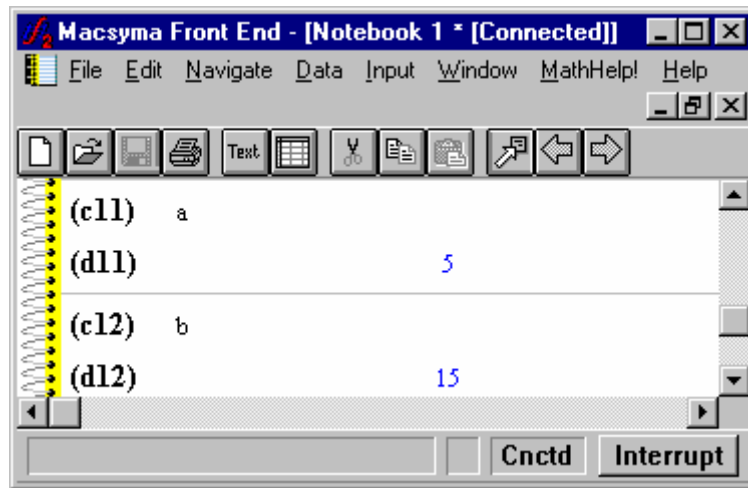 Macsyma Front End - [Notebook 1 * [Connected]]
File Edit Navigate Data Input Window MathHelp! Help
Text
(c11) a
(d11) 5
(c12) b
(d12) 15
Cnctd Interrupt